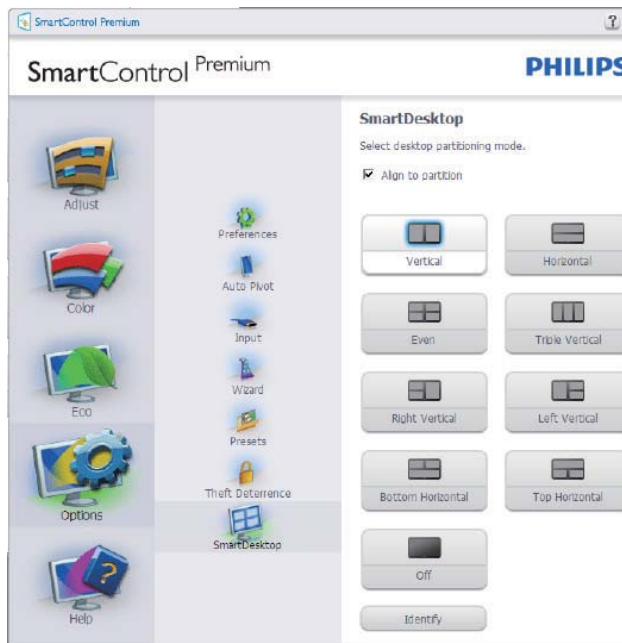 SmartControl Premium
?
SmartControl Premium
PHILIPS
Adjust
Color
Eco
Options
Help
Preferences
Auto Pivot
Input
Wizard
Presets
Theft Deterrence
SmartDesktop
SmartDesktop
Select desktop partitioning mode.
Align to partition
Vertical
Horizontal
Even
Triple Vertical
Right Vertical
Left Vertical
Bottom Horizontal
Top Horizontal
Off
Identify